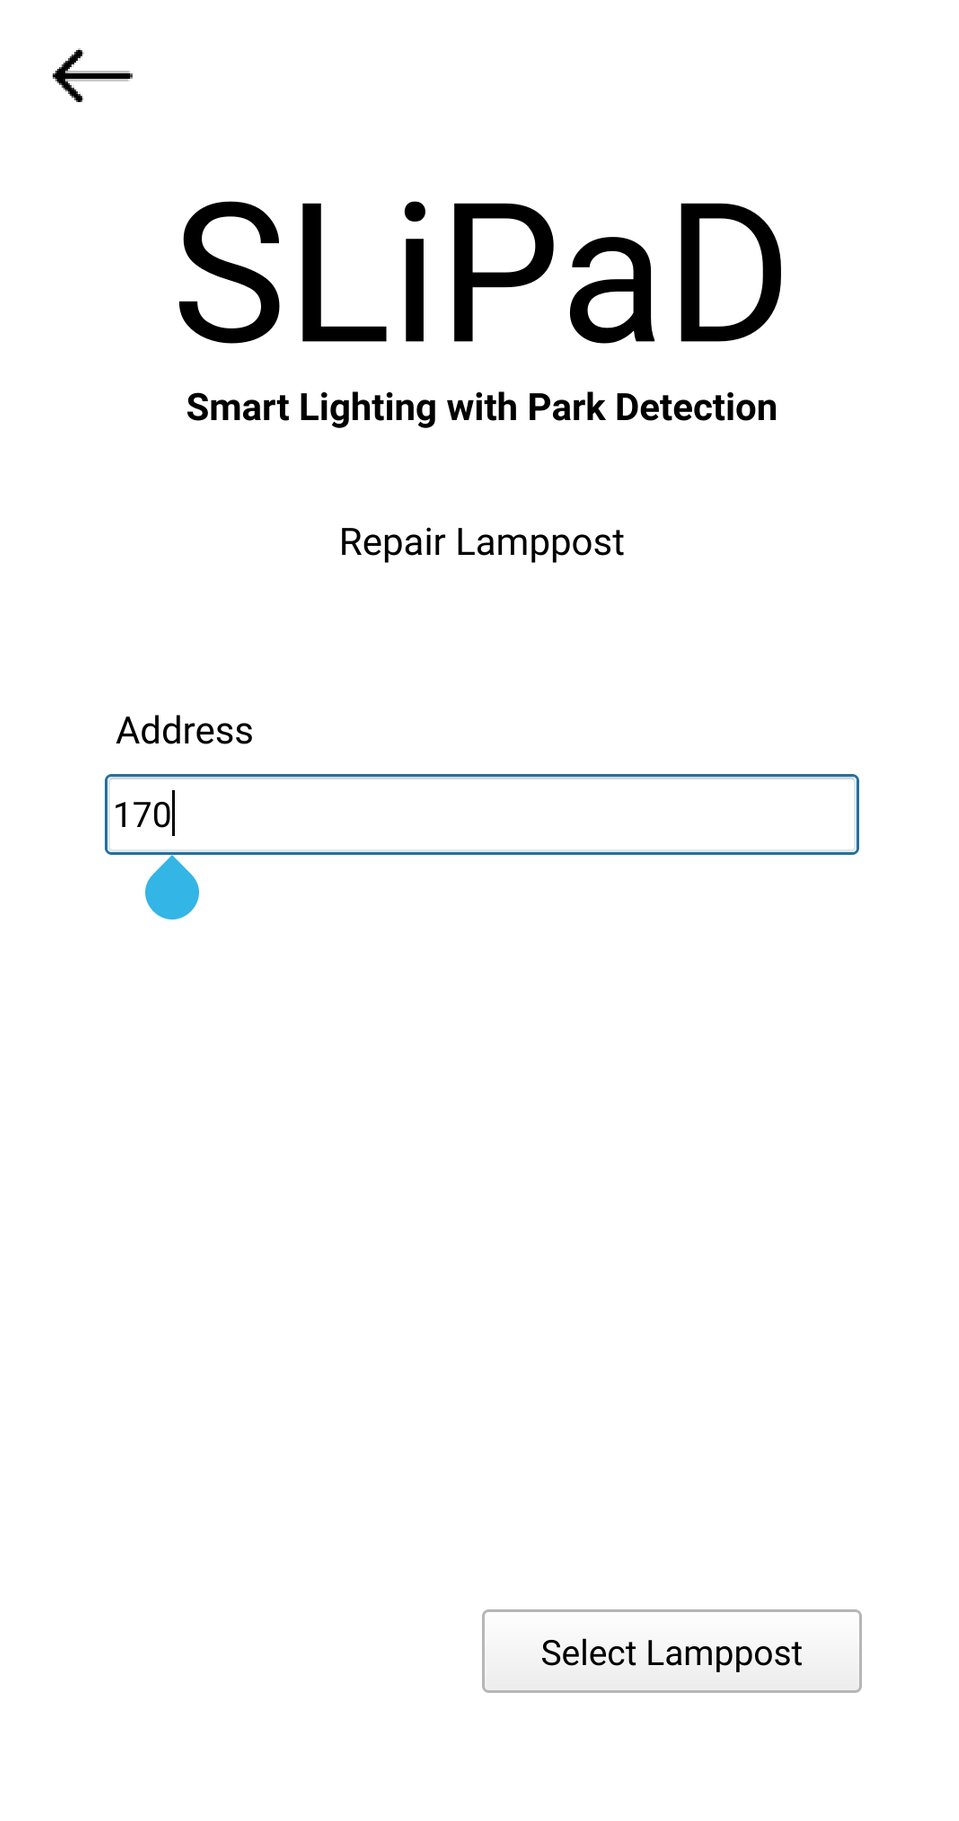 SLiPaD
Smart Lighting with Park Detection
Repair Lamppost
Address
170
Select Lamppost